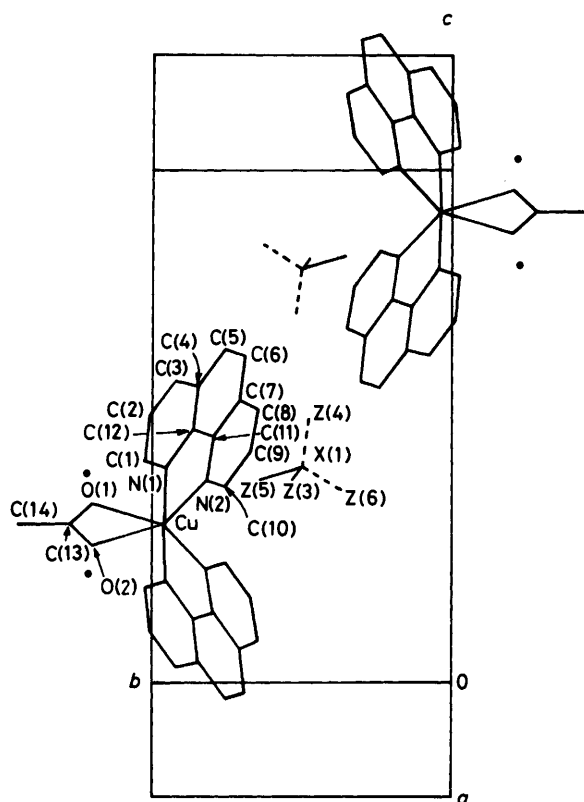 c
C(5)
C(4)
C(6)
C(3)
C(7)
C(2)
C(8)
Z(4)
C(12)
C(11)
X(1)
C(1)
C(9)
N(1)
Z(5)
Z(3)
Z(6)
O(1)
N(2)
C(14)
Cu
C(10)
C(13)
O(2)
b
O
a